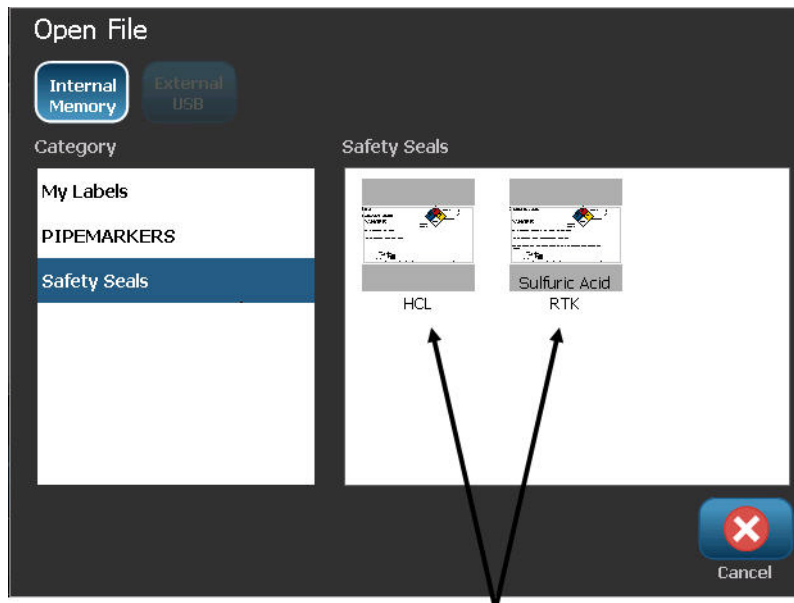 Open File
Internal
Memory
External
USB
Category
Safety Seals
My Labels
PIPEMARKERS
Safety Seals
HCL
Sulfuric Acid
RTK
Cancel